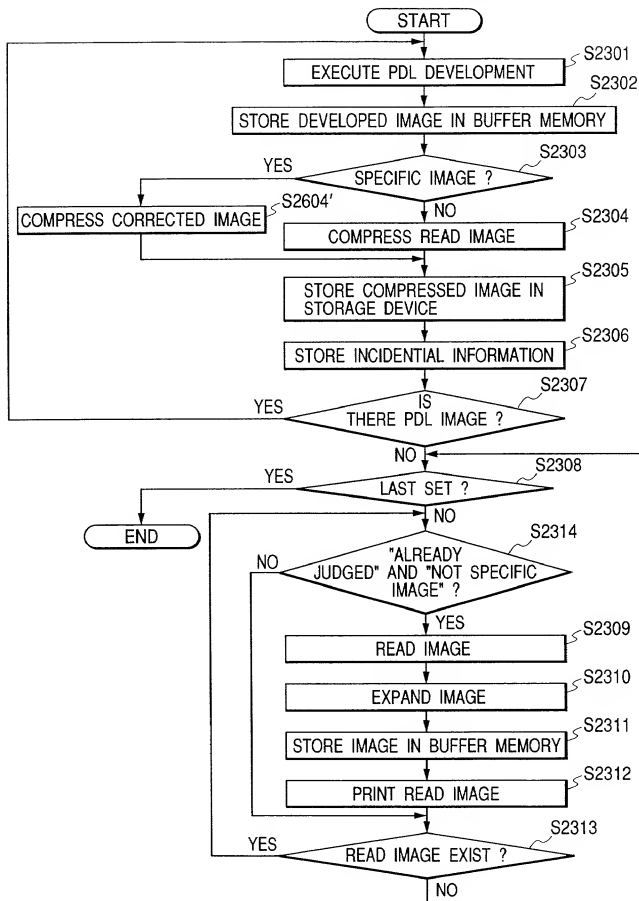 START
S2301
EXECUTE PDL DEVELOPMENT
S2302
STORE DEVELOPED IMAGE IN BUFFER MEMORY
S2303
YES
SPECIFIC IMAGE ?
S2604'
NO
COMPRESS CORRECTED IMAGE
S2304
COMPRESS READ IMAGE
S2305
STORE COMPRESSED IMAGE IN
STORAGE DEVICE
S2306
STORE INCIDENTIAL INFORMATION
S2307
YES
IS
THERE PDL IMAGE ?
NO
S2308
YES
LAST SET ?
END
NO
S2314
NO
"ALREADY
JUDGED" AND "NOT SPECIFIC
IMAGE" ?
YES
S2309
READ IMAGE
S2310
EXPAND IMAGE
S2311
STORE IMAGE IN BUFFER MEMORY
S2312
PRINT READ IMAGE
S2313
YES
READ IMAGE EXIST ?
NO